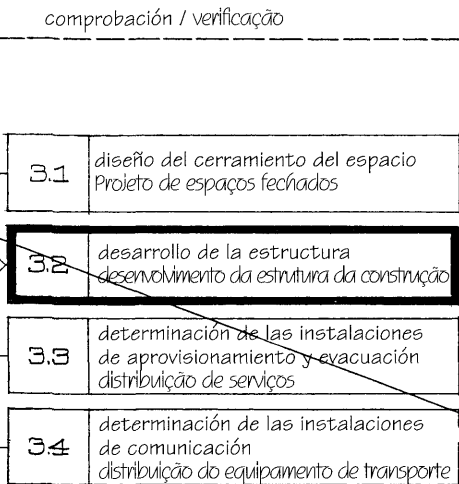 comprobación / verificação
3.1
diseño del cerramiento del espacio
Projeto de espaços fechados
3.2
desarrollo de la estructura
desenvolvimento da estrutura da construção
3.3
determinación de las instalaciones
de aprovisionamiento y evacuación
distribuição de serviços
3.4
determinación de las instalaciones
de comunicación
distribuição do equipamento de transporte